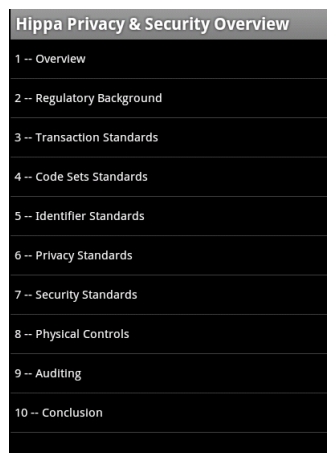 Hippa Privacy & Security Overview
1 -- Overview
2 -- Regulatory Background
3 -- Transaction Standards
4 -- Code Sets Standards
5 -- Identifier Standards
6 -- Privacy Standards
7 -- Security Standards
8 -- Physical Controls
9 -- Auditing
10 -- Conclusion